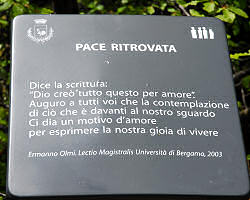 PACE RITROVATA
Dice la scrittura:
"Dio creò tutto questo per amore".
Auguro a tutti voi che la contemplazione
di ciò che è davanti al nostro sguardo
Ci dia un motivo d'amore
per esprimere la nostra gioia di vivere
Ermanno Olmi. Lectio Magistralis Università di Bergamo, 2003